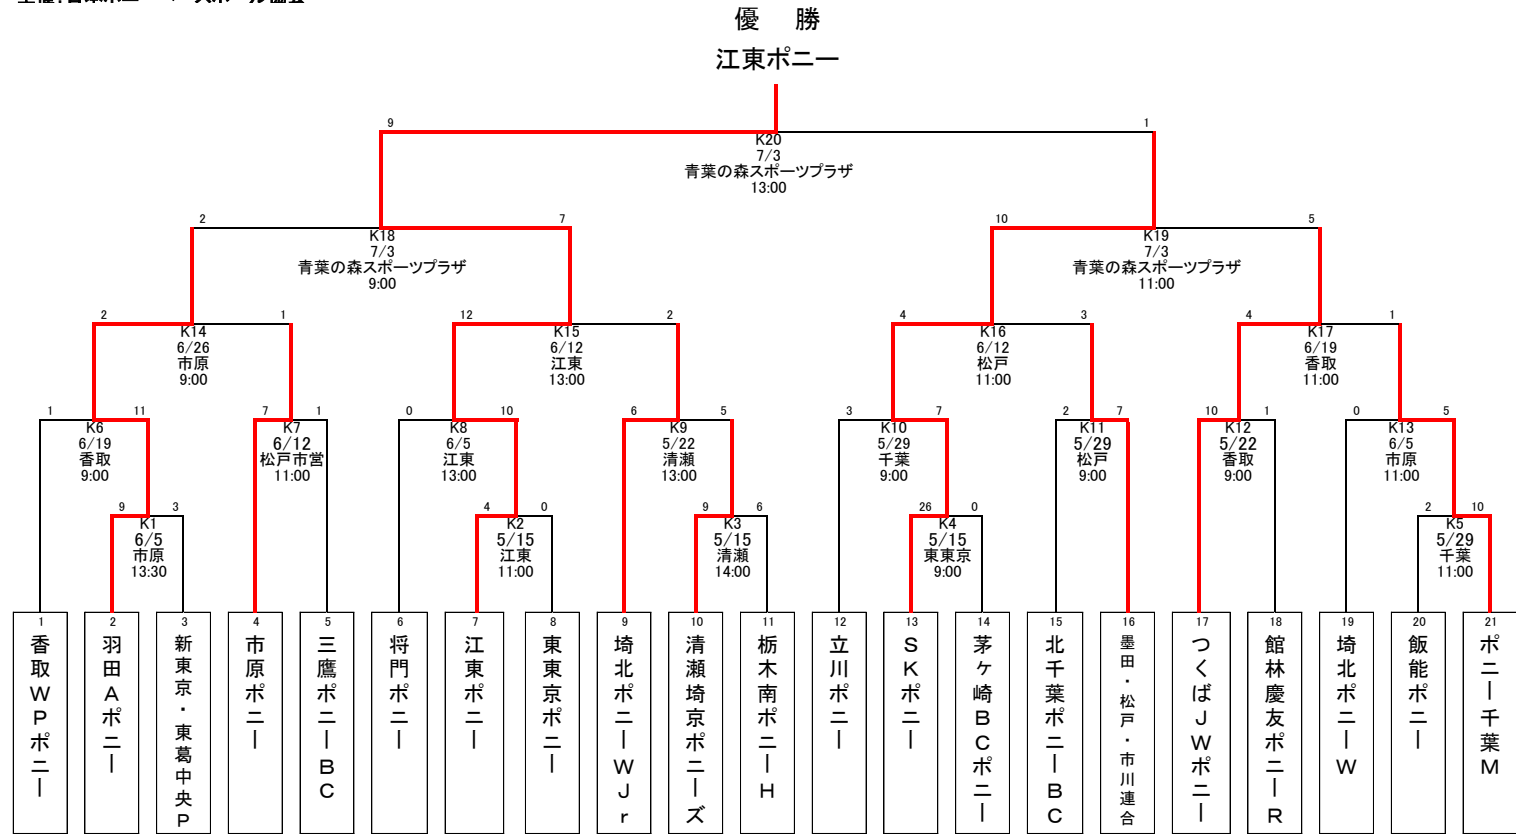 優 勝
江東ポニー
9 1
K20
7/3
青葉の森スポーツプラザ
13:00
2 7
K18
7/3
青葉の森スポーツプラザ
9:00
10 5
K19
7/3
青葉の森スポーツプラザ
11:00
2 1
K14
6/26
市原
9:00
12 2
K15
6/12
江東
13:00
4 3
K16
6/12
松戸
11:00
4 1
K17
6/19
香取
11:00
1 11
K6
6/19
香取
9:00
7 1
K7
6/12
松戸市営
11:00
0 10
K8
6/5
江東
13:00
6 5
K9
5/22
清瀬
13:00
3 7
K10
5/29
千葉
9:00
2 7
K11
5/29
松戸
9:00
10 1
K12
5/22
香取
9:00
0 5
K13
6/5
市原
11:00
9 3
K1
6/5
市原
13:30
4 0
K2
5/15
江東
11:00
9 6
K3
5/15
清瀬
14:00
26 0
K4
5/15
東東京
9:00
2 10
K5
5/29
千葉
11:00
1
香取WPポニー
2
羽田Aポニー
3
新東京・東葛中央P
4
市原ポニー
5
三鷹ポニーBC
6
将門ポニー
7
江東ポニー
8
東東京ポニー
9
埼北ポニーWJr
10
清瀬埼京ポニーズ
11
栃木南ポニーH
12
立川ポニー
13
SKポニー
14
茅ヶ崎BCポニー
15
北千葉ポニーBC
16
墨田・松戸・市川連合
17
つくばJWポニー
18
館林慶友ポニーR
19
埼北ポニーW
20
飯能ポニー
21
ポニー千葉M